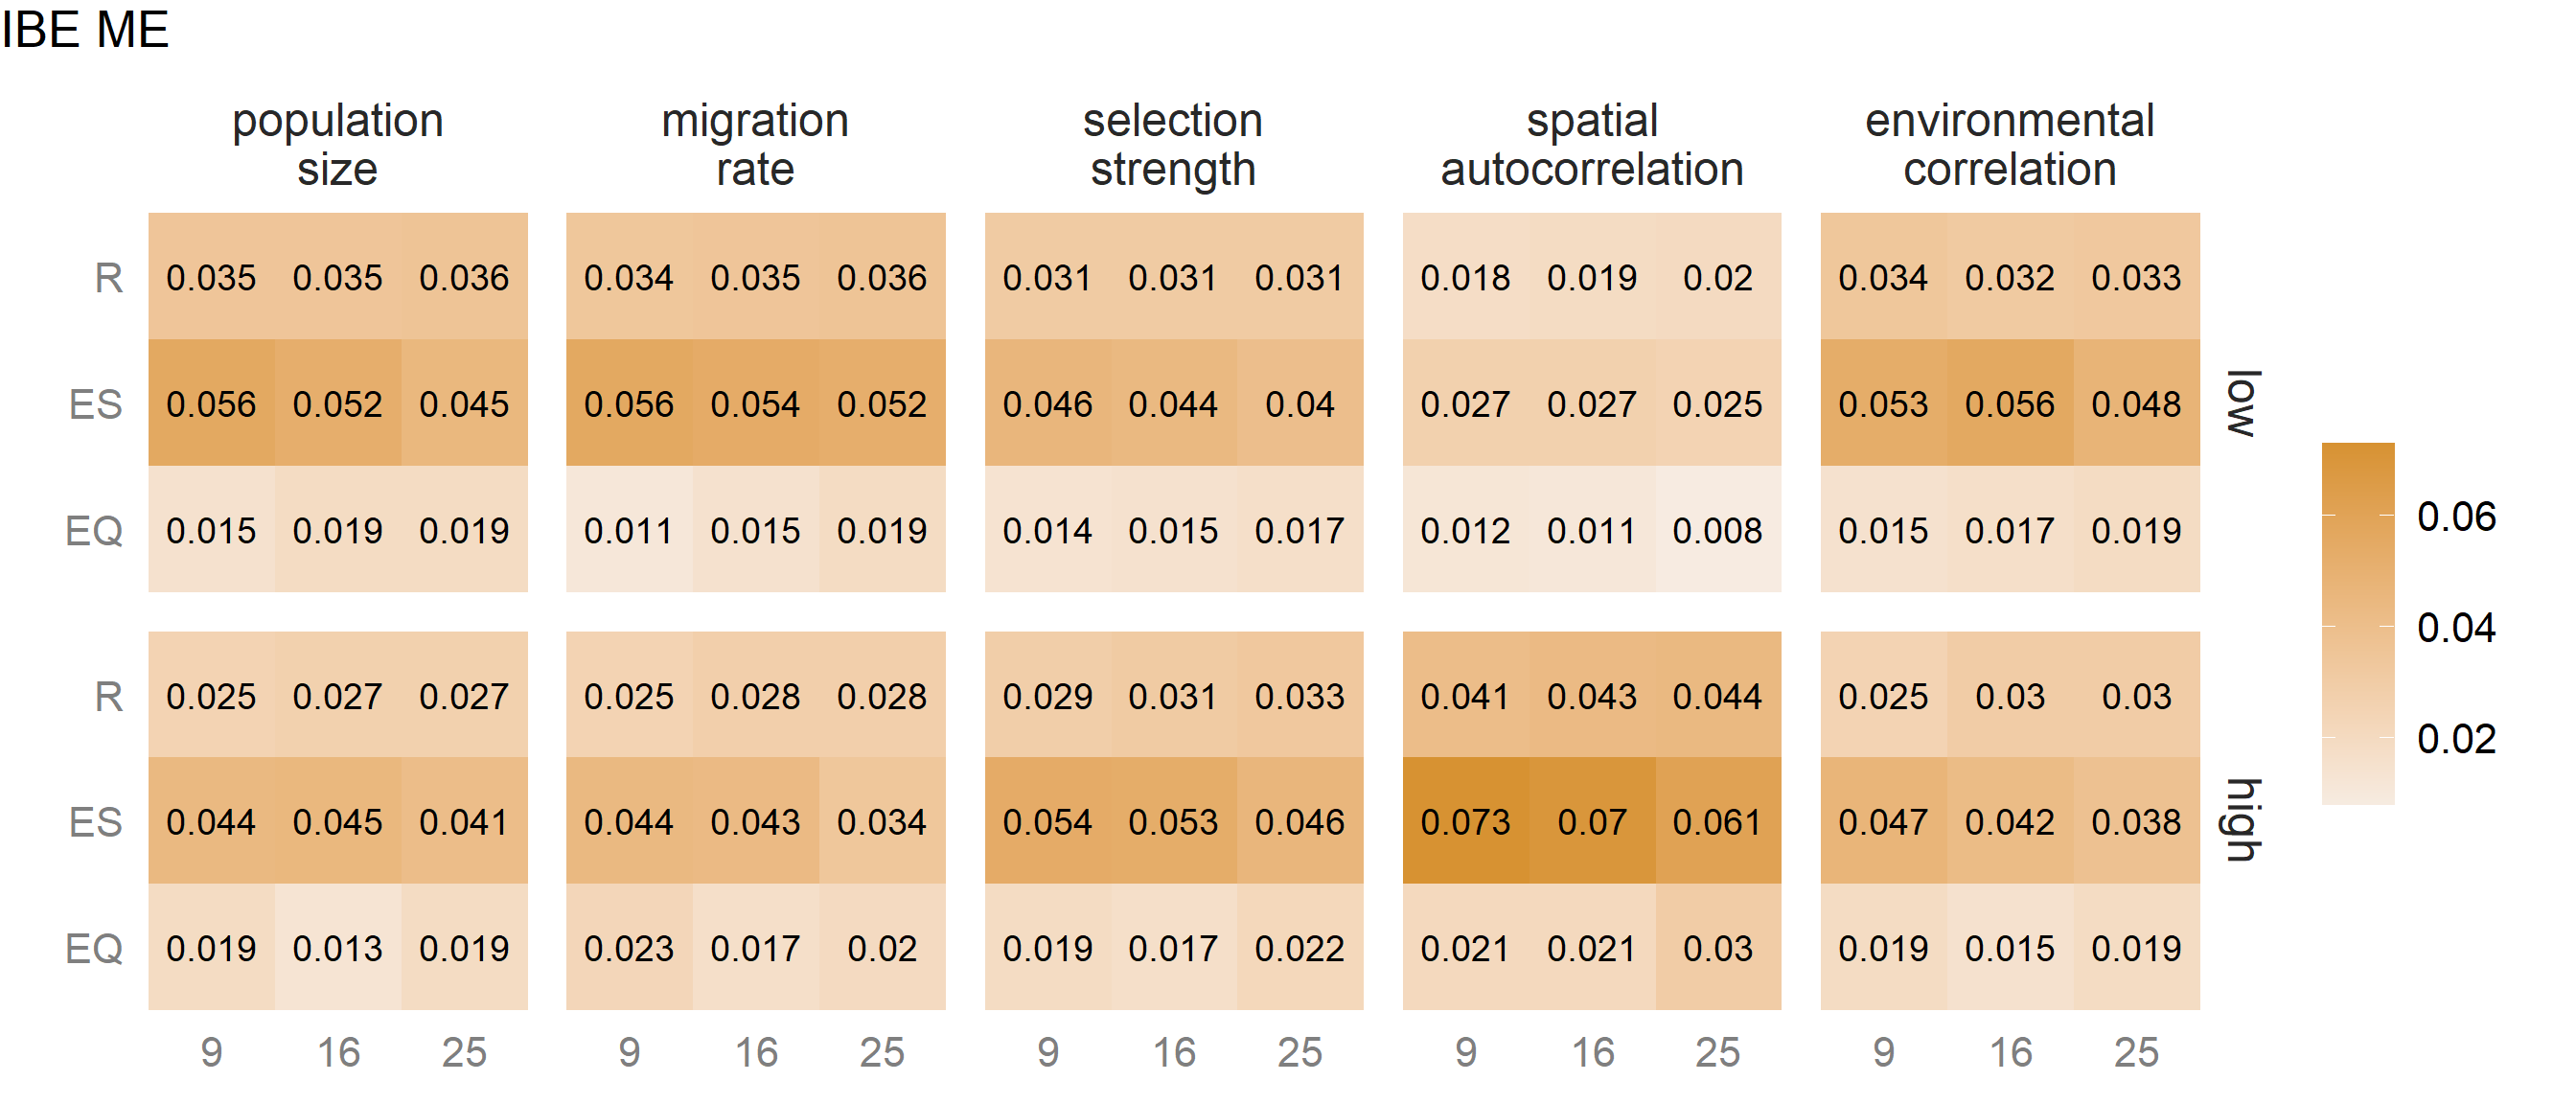 IBE ME
population migration selection spatial environmental
size rate strength autocorrelation correlation
R 0.035 0.035 0.036 0.034 0.035 0.036 0.031 0.031 0.031 0.018 0.019 0.02 0.034 0.032 0.033
ES 0.056 0.052 0.045 0.056 0.054 0.052 0.046 0.044 0.04 0.027 0.027 0.025 0.053 0.056 0.048
low
EQ 0.015 0.019 0.019 0.011 0.015 0.019 0.014 0.015 0.017 0.012 0.011 0.008 0.015 0.017 0.019
R 0.025 0.027 0.027 0.025 0.028 0.028 0.029 0.031 0.033 0.041 0.043 0.044 0.025 0.03 0.03
ES 0.044 0.045 0.041 0.044 0.043 0.034 0.054 0.053 0.046 0.073 0.07 0.061 0.047 0.042 0.038
high
EQ 0.019 0.013 0.019 0.023 0.017 0.02 0.019 0.017 0.022 0.021 0.021 0.03 0.019 0.015 0.019
9 16 25 9 16 25 9 16 25 9 16 25 9 16 25
0.06
0.04
0.02